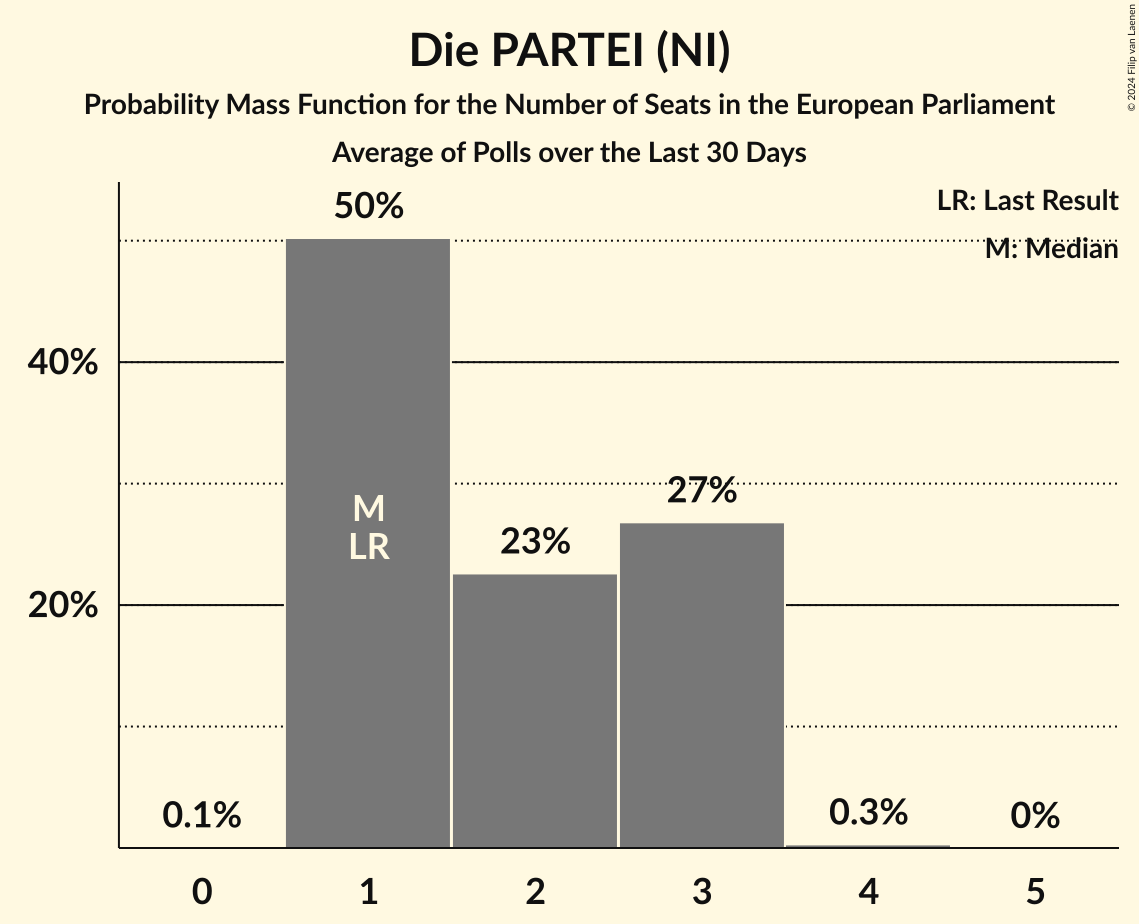 Die PARTEI (NI)
Probability Mass Function for the Number of Seats in the European Parliament
Average of Polls over the Last 30 Days
© 2024 Filip van Laenen
LR: Last Result
M: Median
50%
40%
27%
M
LR
23%
20%
0.1%
0.3%
0%
0 1 2 3 4 5